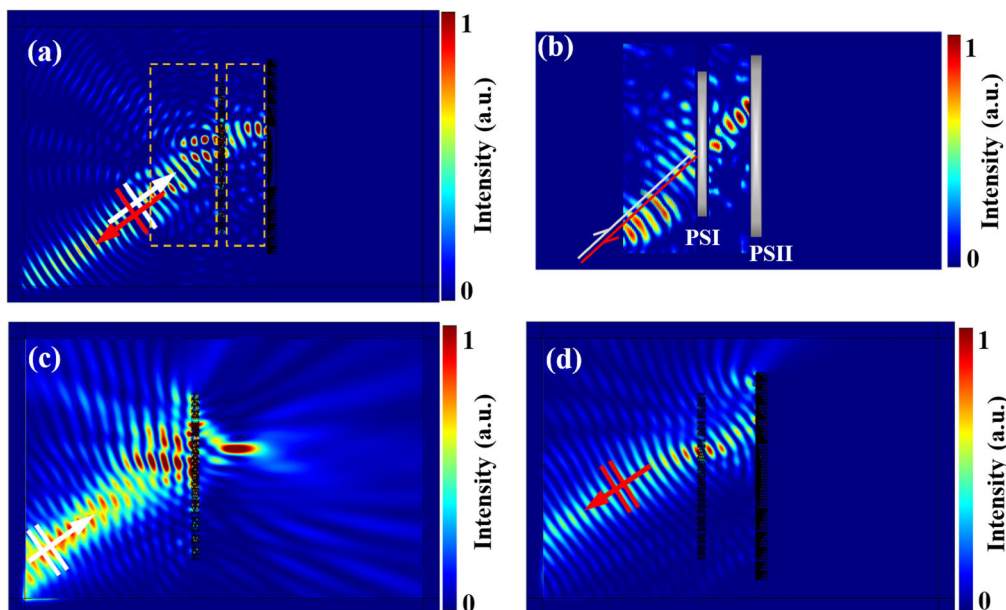 (a)
1
Intensity (a.u.)
0
(b)
PSI
PSII
1
Intensity (a.u.)
0
(c)
1
Intensity (a.u.)
0
(d)
1
Intensity (a.u.)
0